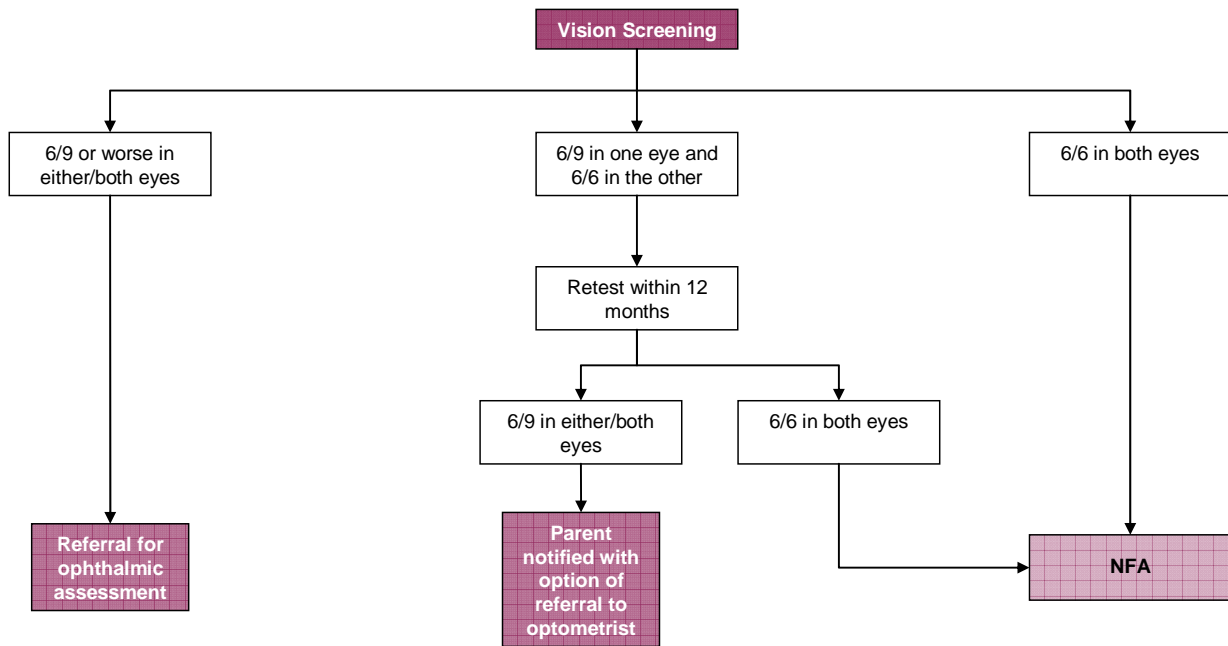 Vision Screening
6/9 or worse in
either/both eyes
6/9 in one eye and
6/6 in the other
6/6 in both eyes
Retest within 12
months
6/9 in either/both
eyes
6/6 in both eyes
Referral for
ophthalmic
assessment
Parent
notified with
option of
referral to
optometrist
NFA